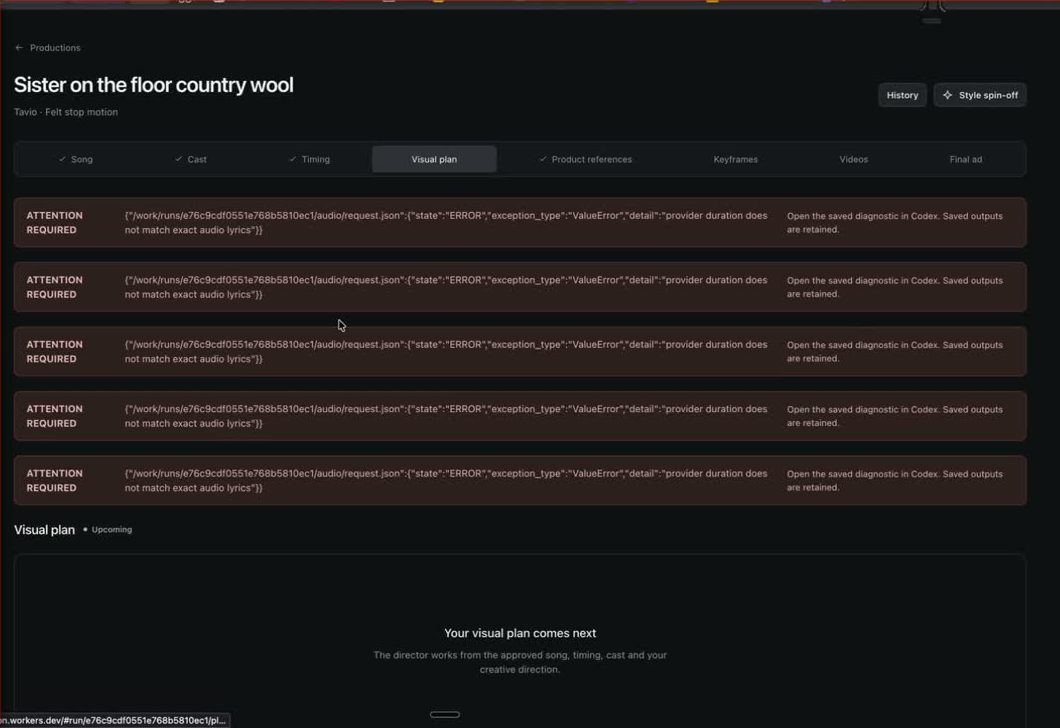 ← Productions
Sister on the floor country wool
Tavio · Felt stop motion
History
Style spin-off
✓ Song
✓ Cast
✓ Timing
Visual plan
✓ Product references
Keyframes
Videos
Final ad
ATTENTION
REQUIRED
{"/work/runs/e76c9cdf0551e768b5810ec1/audio/request.json":{"state":"ERROR","exception_type":"ValueError","detail":"provider duration does
not match exact audio lyrics"}}
Open the saved diagnostic in Codex. Saved outputs
are retained.
ATTENTION
REQUIRED
{"/work/runs/e76c9cdf0551e768b5810ec1/audio/request.json":{"state":"ERROR","exception_type":"ValueError","detail":"provider duration does
not match exact audio lyrics"}}
Open the saved diagnostic in Codex. Saved outputs
are retained.
ATTENTION
REQUIRED
{"/work/runs/e76c9cdf0551e768b5810ec1/audio/request.json":{"state":"ERROR","exception_type":"ValueError","detail":"provider duration does
not match exact audio lyrics"}}
Open the saved diagnostic in Codex. Saved outputs
are retained.
ATTENTION
REQUIRED
{"/work/runs/e76c9cdf0551e768b5810ec1/audio/request.json":{"state":"ERROR","exception_type":"ValueError","detail":"provider duration does
not match exact audio lyrics"}}
Open the saved diagnostic in Codex. Saved outputs
are retained.
ATTENTION
REQUIRED
{"/work/runs/e76c9cdf0551e768b5810ec1/audio/request.json":{"state":"ERROR","exception_type":"ValueError","detail":"provider duration does
not match exact audio lyrics"}}
Open the saved diagnostic in Codex. Saved outputs
are retained.
Visual plan • Upcoming
Your visual plan comes next
The director works from the approved song, timing, cast and your
creative direction.
on.workers.dev/#run/e76c9cdf0551e768b5810ec1/pl...